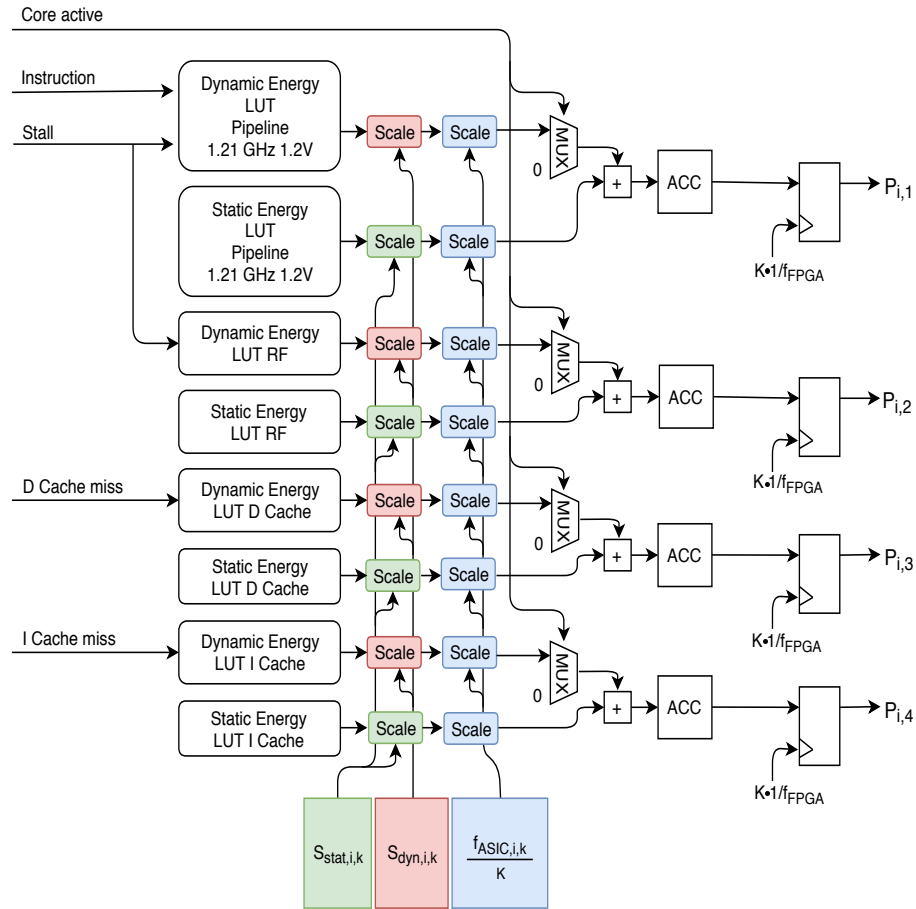 Core active
Instruction
Stall
Dynamic Energy
LUT
Pipeline
1.21 GHz 1.2V
Scale
Scale
MUX
0
+
ACC
P_i,1
K•1/f_FPGA
Static Energy
LUT
Pipeline
1.21 GHz 1.2V
Scale
Scale
Dynamic Energy
LUT RF
Scale
Scale
MUX
0
+
ACC
P_i,2
K•1/f_FPGA
Static Energy
LUT RF
Scale
Scale
D Cache miss
Dynamic Energy
LUT D Cache
Scale
Scale
MUX
0
+
ACC
P_i,3
K•1/f_FPGA
Static Energy
LUT D Cache
Scale
Scale
I Cache miss
Dynamic Energy
LUT I Cache
Scale
Scale
MUX
0
+
ACC
P_i,4
K•1/f_FPGA
Static Energy
LUT I Cache
Scale
Scale
S_stat,i,k
S_dyn,i,k
f_ASIC,i,k
K